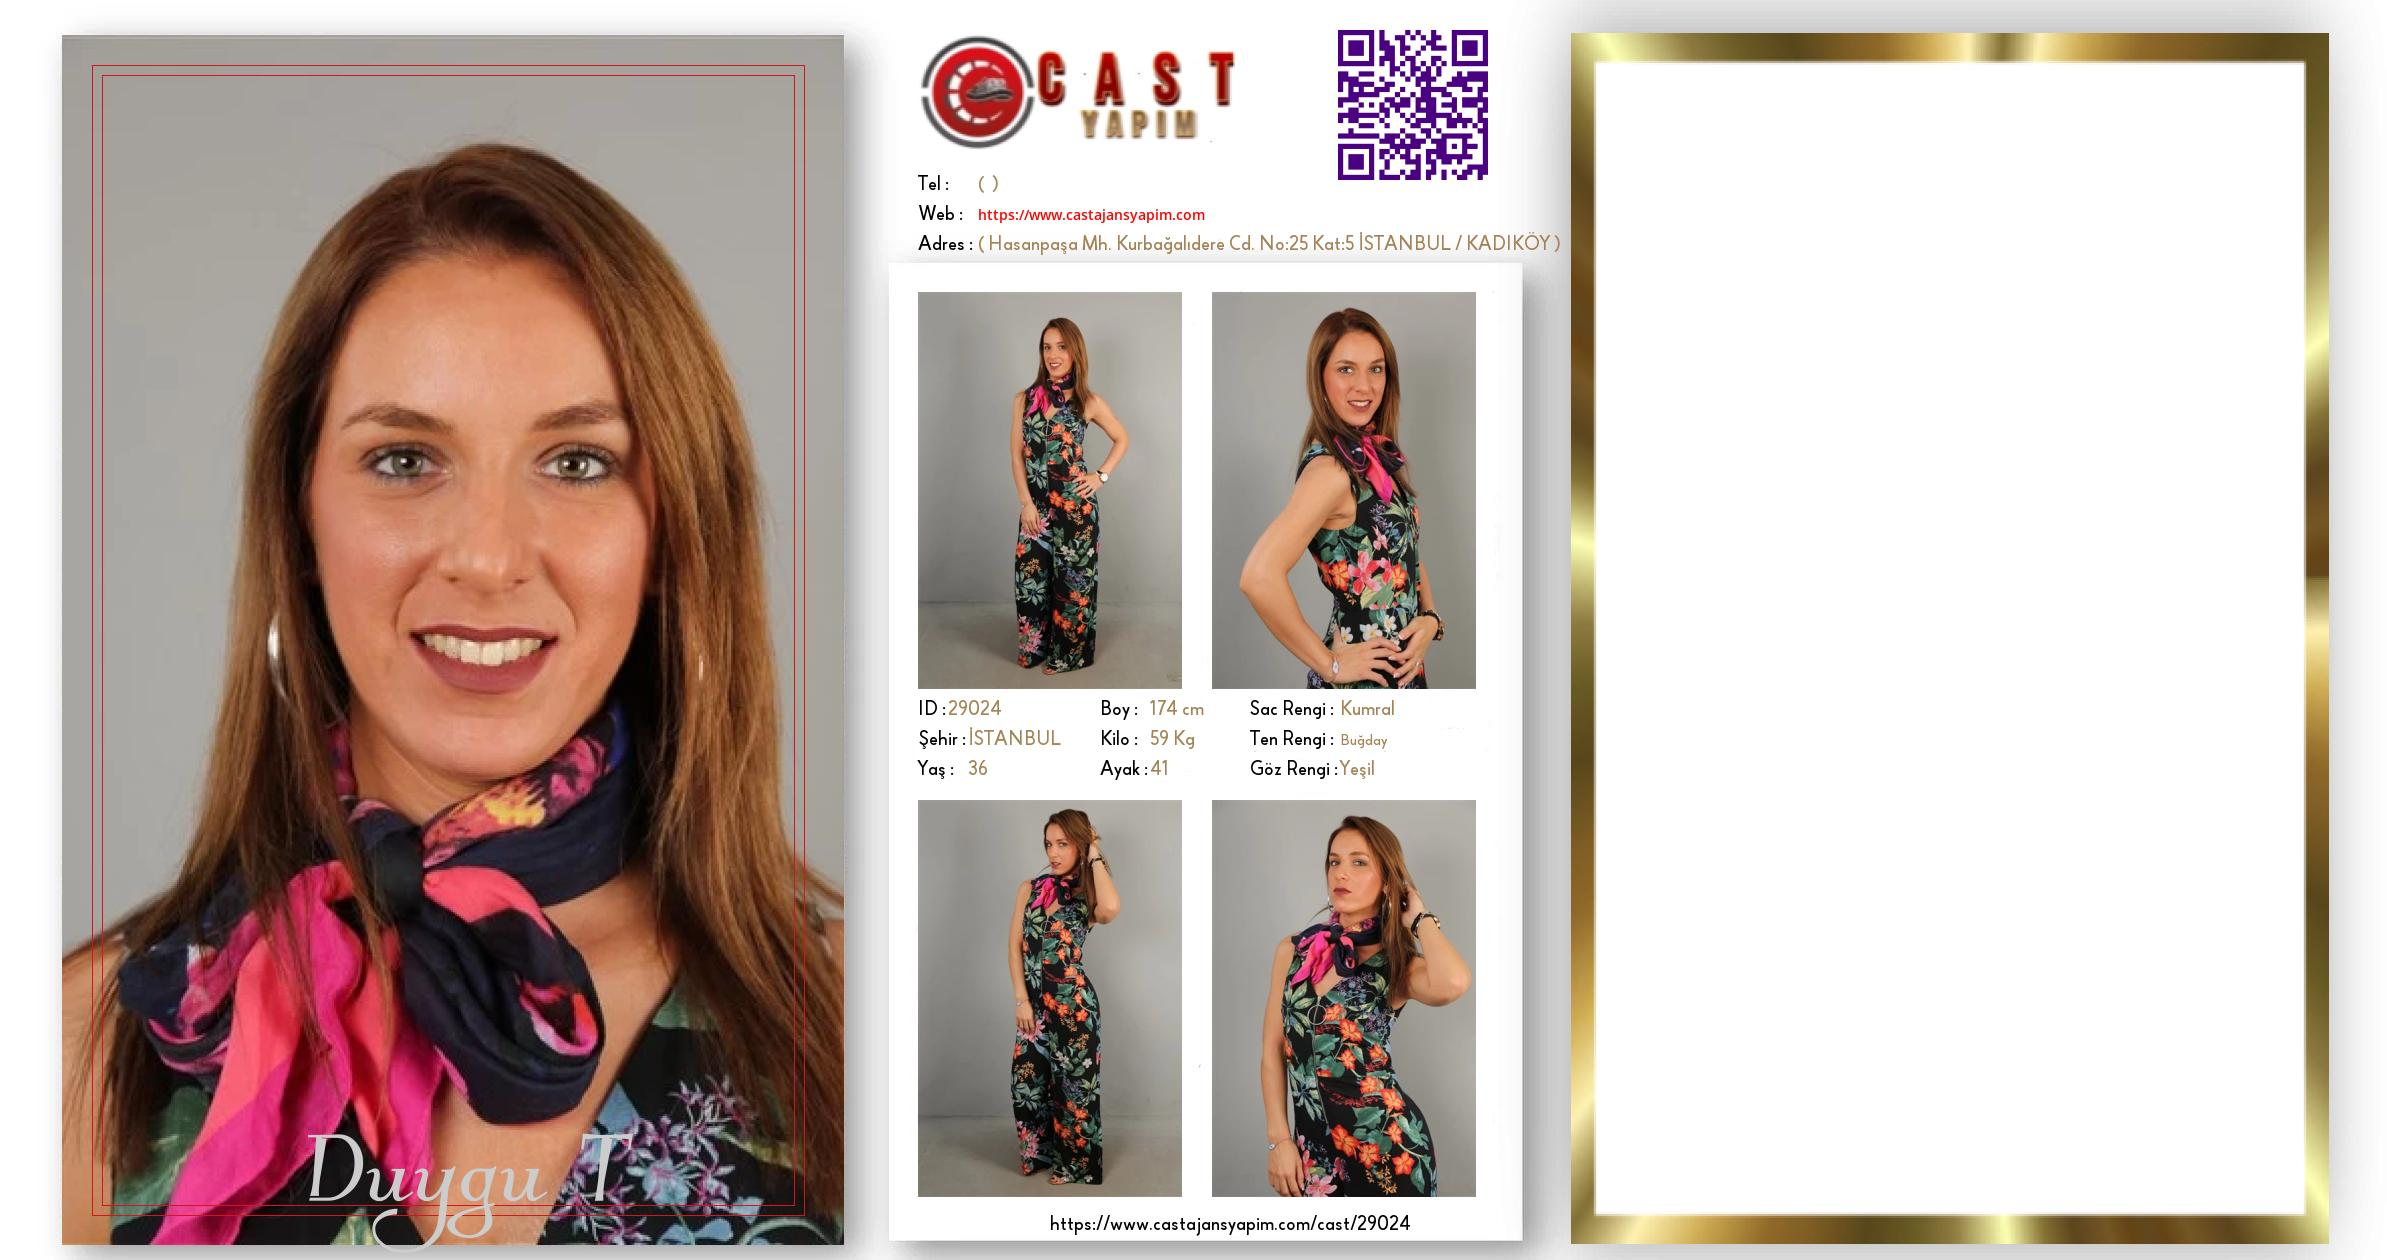 Duygu T
CAST
YAPIM
Tel : ( )
Web : https://www.castajansyapim.com
Adres : ( Hasanpaşa Mh. Kurbağalıdere Cd. No:25 Kat:5 İSTANBUL / KADIKÖY )
ID : 29024 Boy : 174 cm Sac Rengi : Kumral
Şehir : İSTANBUL Kilo : 59 Kg Ten Rengi : Buğday
Yaş : 36 Ayak : 41 Göz Rengi : Yeşil
https://www.castajansyapim.com/cast/29024